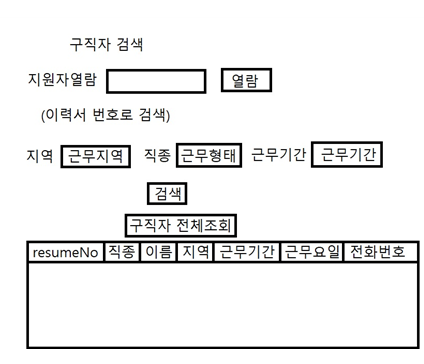 구직자 검색
지원자열람 열람
(이력서 번호로 검색)
지역 근무지역 직종 근무형태 근무기간 근무기간
검색
구직자 전체조회
resumeNo 직종 이름 지역 근무기간 근무요일 전화번호